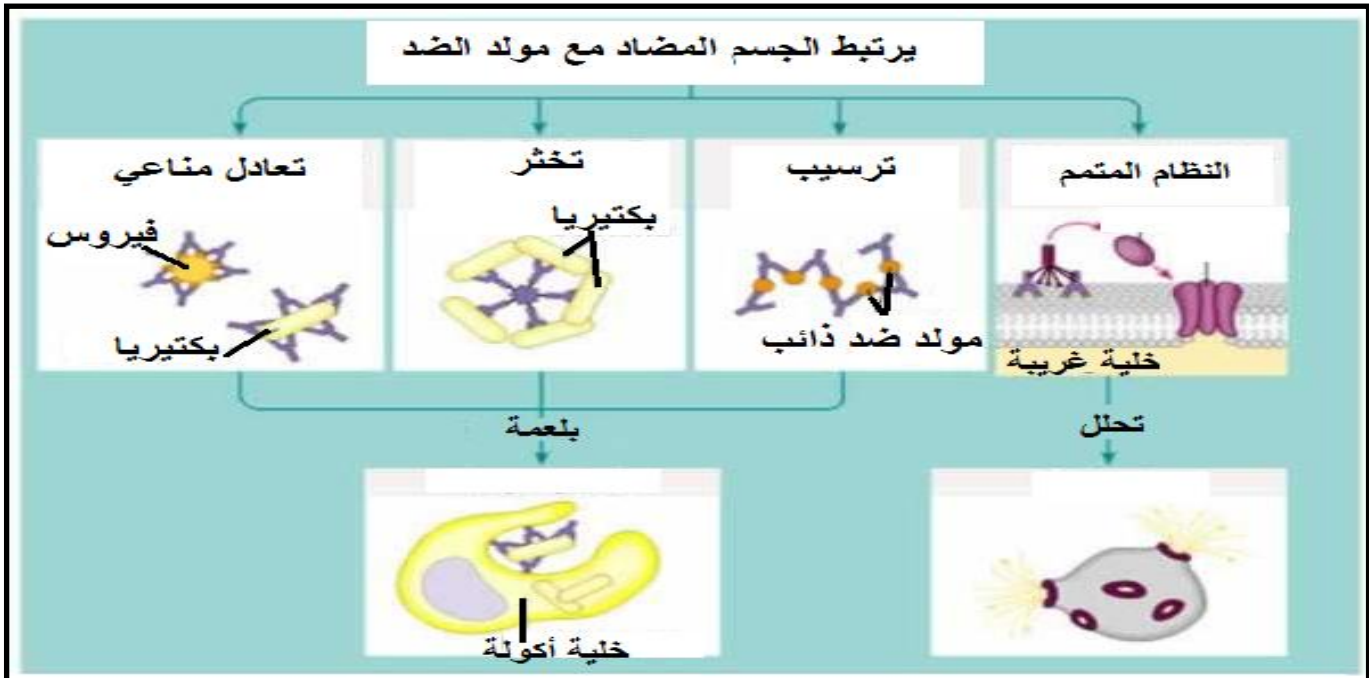 يرتبط الجسم المضاد مع مولد الضد
النظام المتمم
خلية غريبة
ترسيب
مولد ضد ذائب
تخثر
بكتيريا
تعادل مناعي
فيروس
بكتيريا
تحلل
بلعمة
خلية أكولة